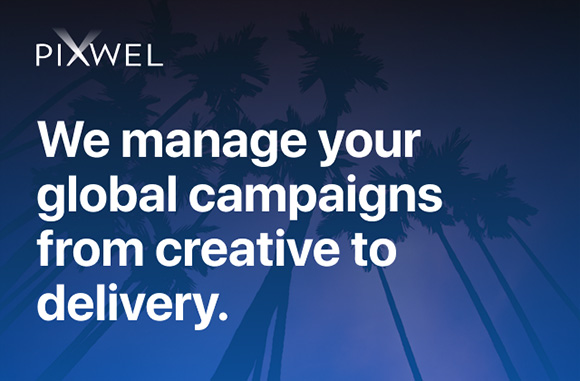 PIXWEL
We manage your
global campaigns
from creative to
delivery.